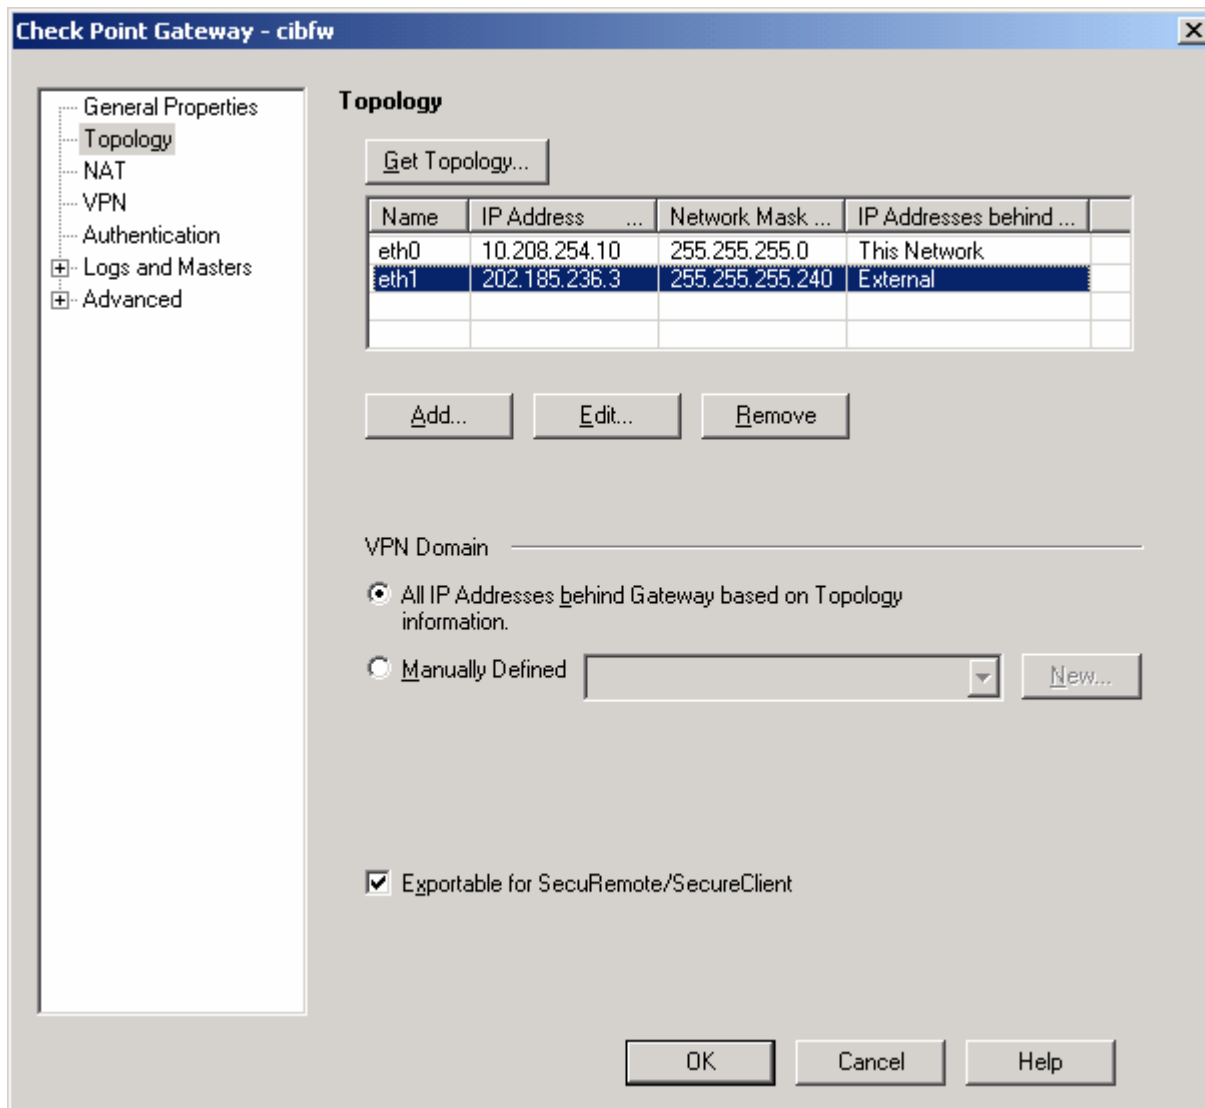 Check Point Gateway - cibfw
General Properties
Topology
NAT
VPN
Authentication
Logs and Masters
Advanced
Topology
Get Topology...
Name IP Address ... Network Mask ... IP Addresses behind ...
eth0 10.208.254.10 255.255.255.0 This Network
eth1 202.185.236.3 255.255.255.240 External
Add... Edit... Remove
VPN Domain
All IP Addresses behind Gateway based on Topology
information.
Manually Defined New...
Exportable for SecuRemote/SecureClient
OK Cancel Help